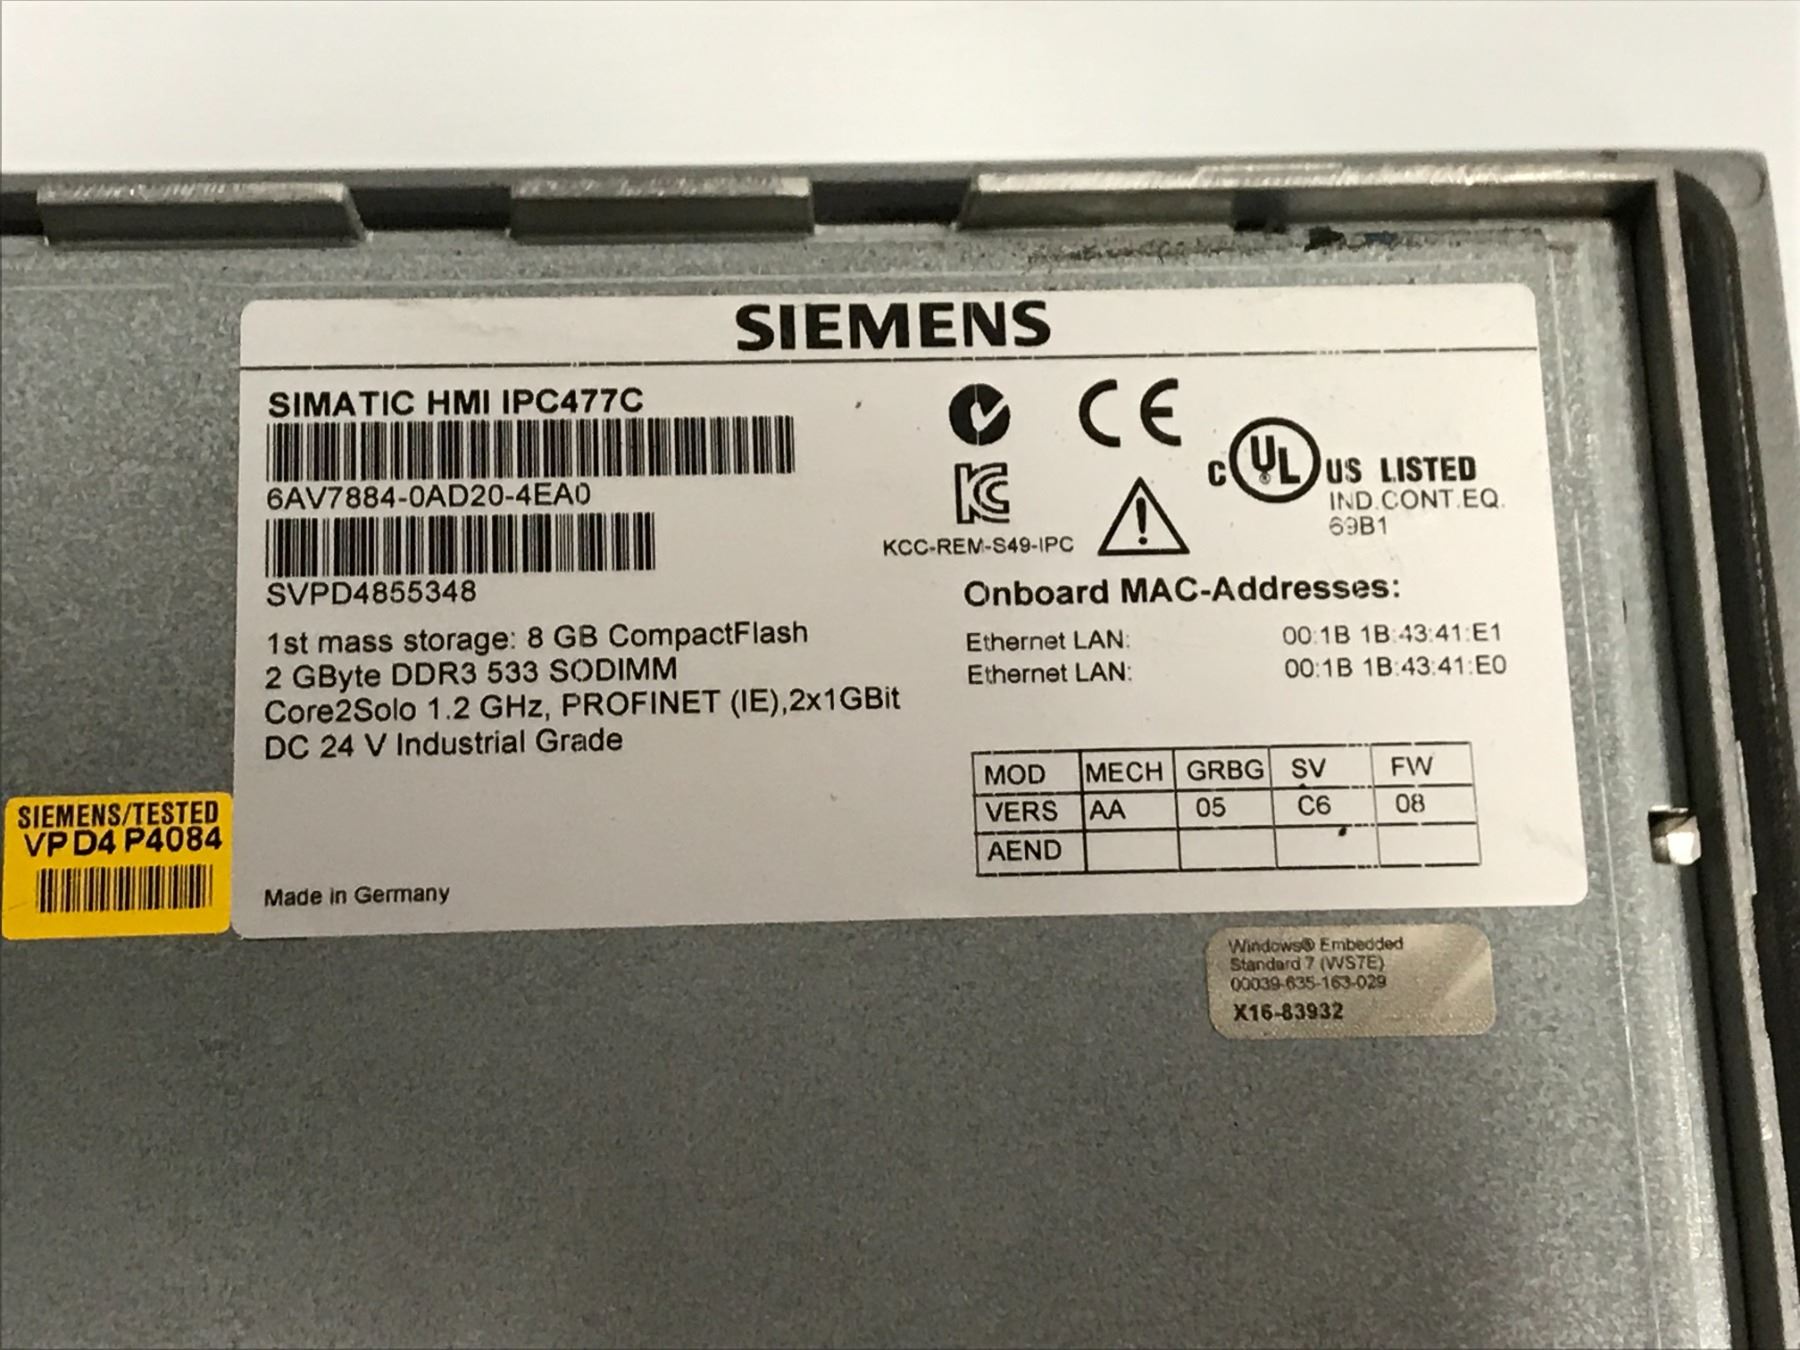 SIEMENS
SIMATIC HMI IPC477C
6AV7884-0AD20-4EA0
SVPD4855348
1st mass storage: 8 GB CompactFlash
2 GByte DDR3 533 SODIMM
Core2Solo 1.2 GHz, PROFINET (IE),2x1GBit
DC 24 V Industrial Grade
Made in Germany
CE
C UL US LISTED
IND.CONT.EQ.
69B1
KCC-REM-S49-IPC
Onboard MAC-Addresses:
Ethernet LAN: 00:1B 1B:43:41:E1
Ethernet LAN: 00:1B 1B:43:41:E0
MOD MECH GRBG SV FW
VERS AA 05 C6 08
AEND
SIEMENS/TESTED
VPD4 P4084
Windows® Embedded
Standard 7 (WS7E)
00039-635-163-029
X16-83932